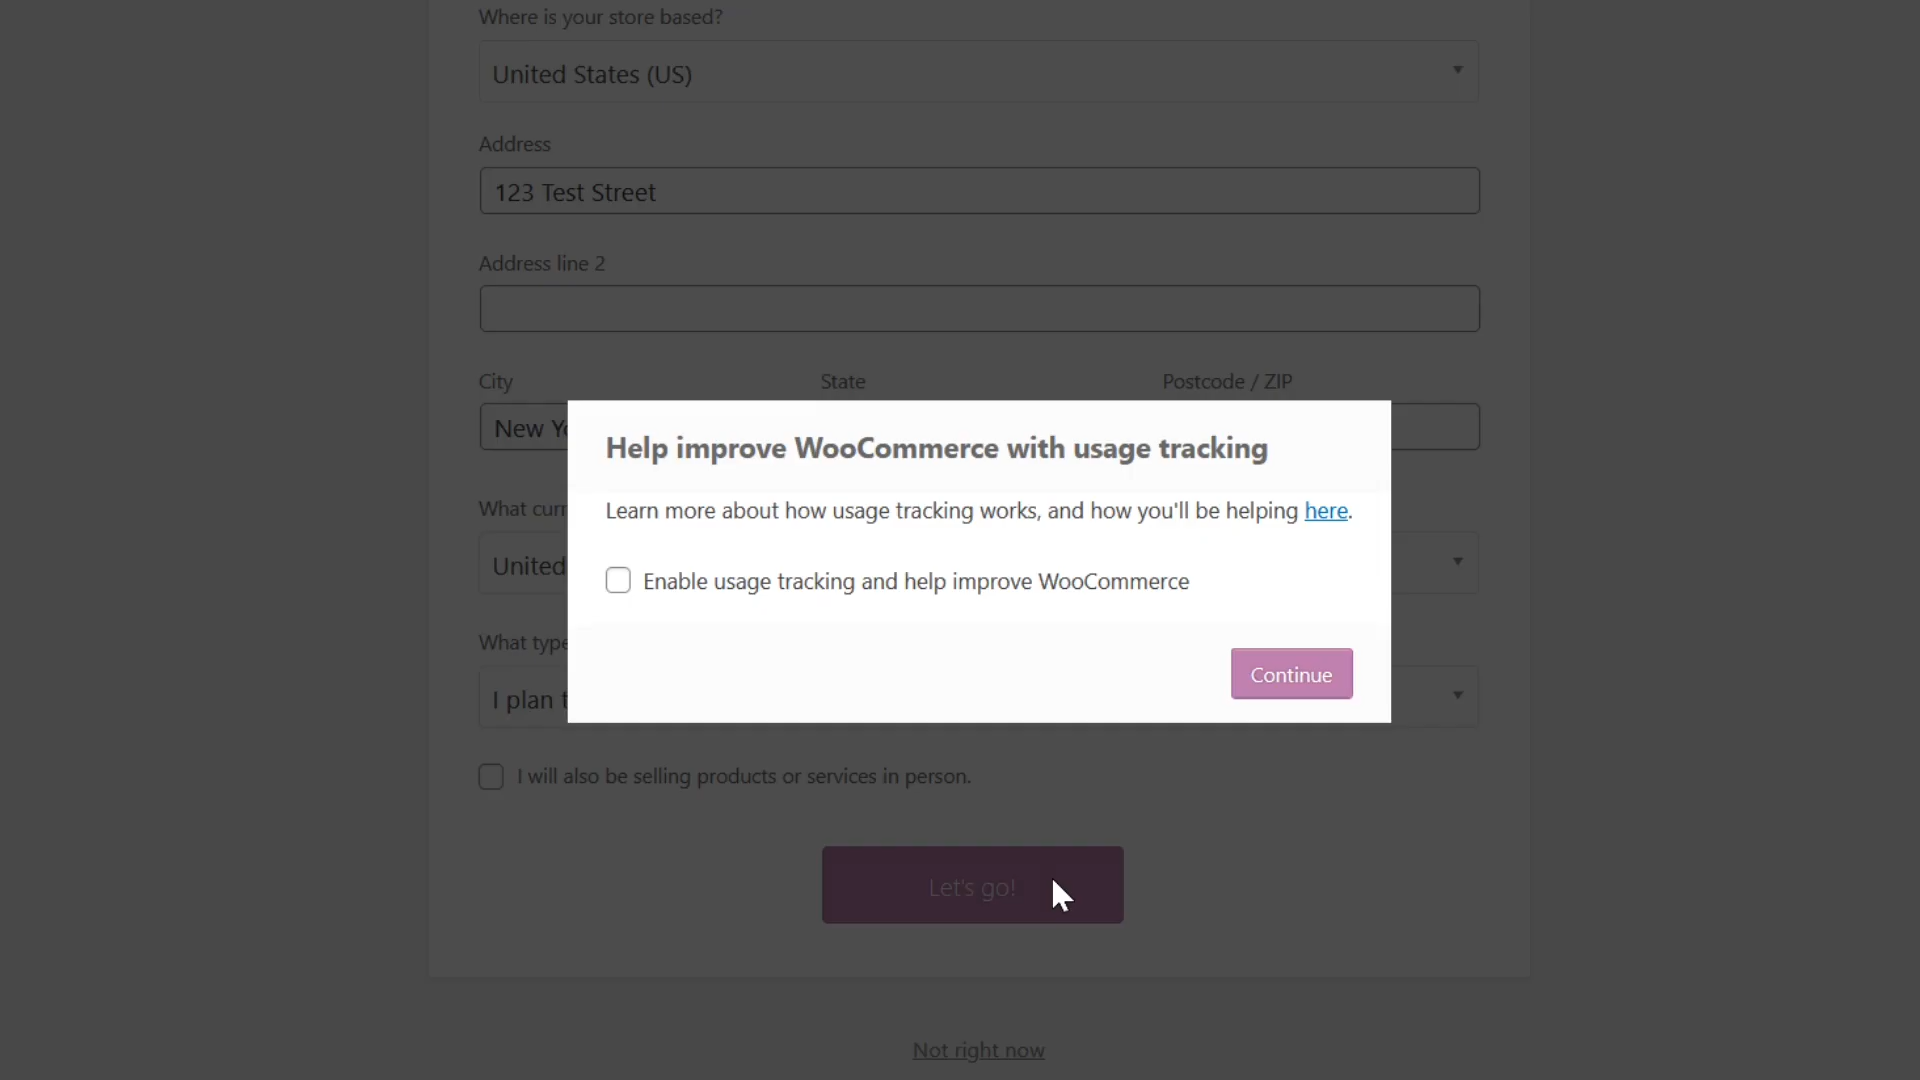 Where is your store based?
United States (US)
Address
123 Test Street
Address line 2
City State Postcode / ZIP
New
Help improve WooCommerce with usage tracking
What
Learn more about how usage tracking works, and how you'll be helping here.
United
Enable usage tracking and help improve WooCommerce
What type
I plan
Continue
I will also be selling products or services in person.
Let's go!
Not right now